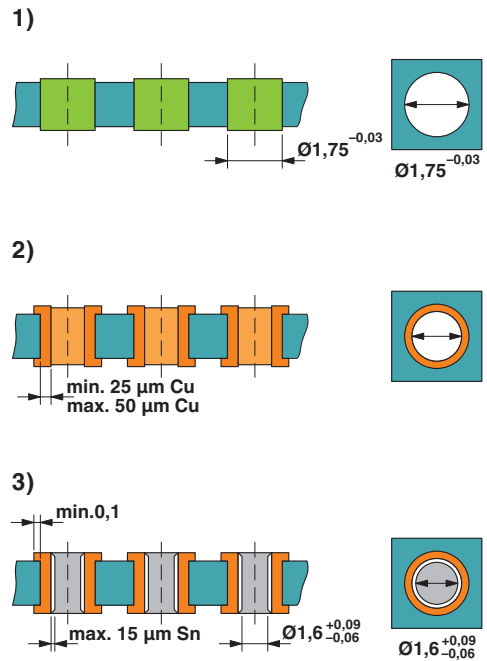 1)
Ø1,75 −0,03
Ø1,75 −0,03
2)
min. 25 µm Cu
max. 50 µm Cu
3)
min.0,1
max. 15 µm Sn
Ø1,6 +0,09 −0,06
Ø1,6 +0,09 −0,06